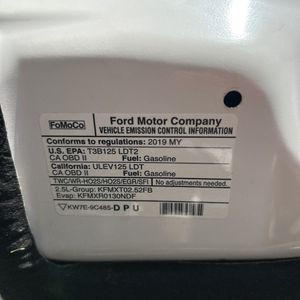 FoMoCo
Ford Motor Company
VEHICLE EMISSION CONTROL INFORMATION
Conforms to regulations: 2019 MY
U.S. EPA: T3B125 LDT2
CA OBD II Fuel: Gasoline
California: ULEV125 LDT
CA OBD II Fuel: Gasoline
TWC/WR-HO2S/HO2S/EGR/SFI No-adjustments needed.
2.5L-Group: KFMXT02.52FB
Evap: KFMXR0130NDF
KW7E-9C485-DPU